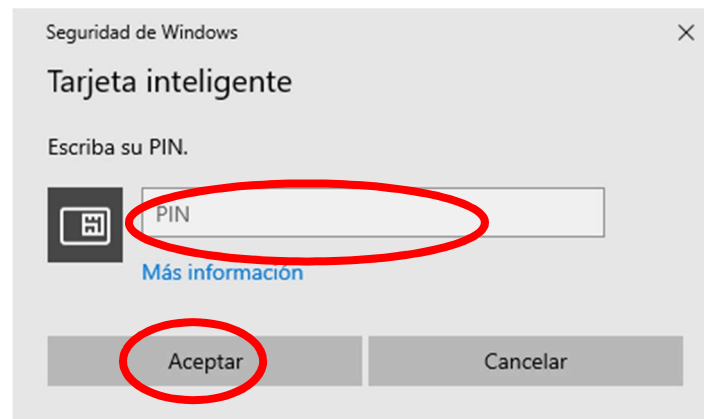 Seguridad de Windows
Tarjeta inteligente
Escriba su PIN.
PIN
Más información
Aceptar Cancelar